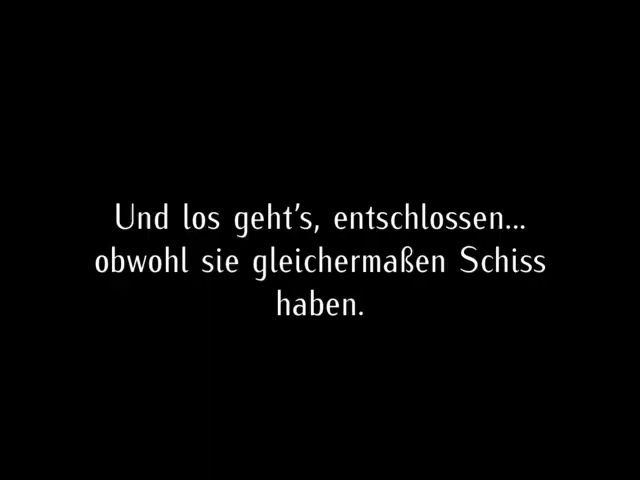 Und los geht's, entschlossen...
obwohl sie gleichermaßen Schiss
haben.